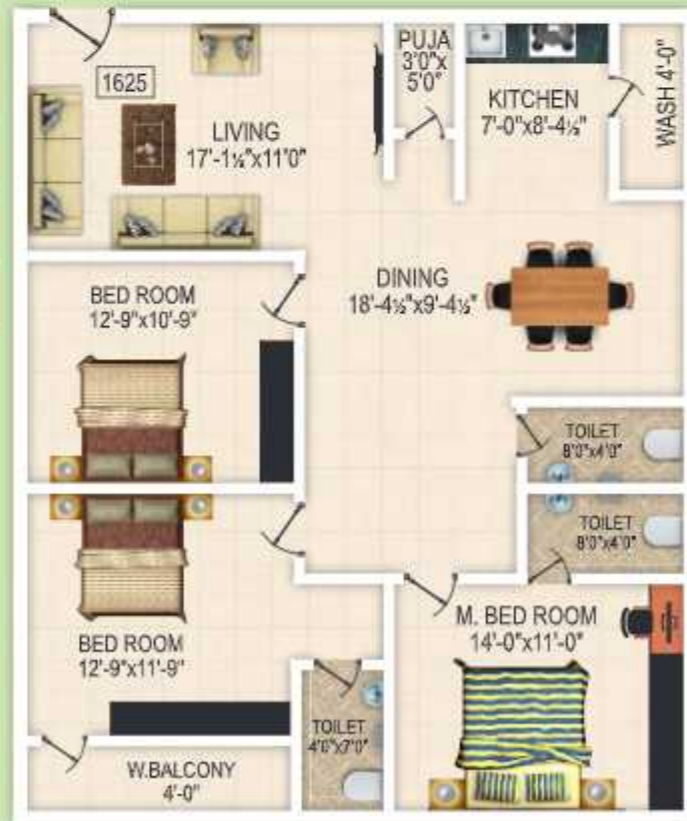 1625
LIVING
17'-1½"x11'0"
PUJA
3'0"x
5'0"
KITCHEN
7'-0"x8'-4½"
WASH 4'-0"
DINING
18'-4½"x9'-4½"
BED ROOM
12'-9"x10'-9"
TOILET
8'0"x4'0"
TOILET
8'0"x4'0"
BED ROOM
12'-9"x11'-9"
M. BED ROOM
14'-0"x11'-0"
TOILET
4'0"x7'0"
W.BALCONY
4'-0"